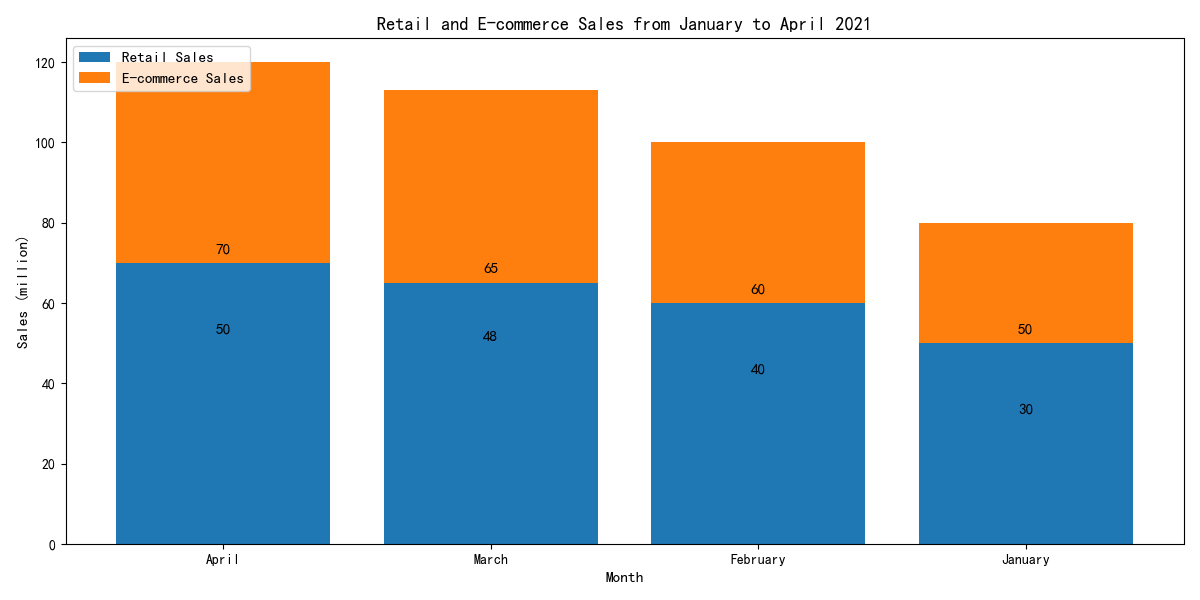 Retail and E-commerce Sales from January to April 2021
Retail Sales
E-commerce Sales
Sales (million)
120
100
80
60
40
20
0
70
50
65
48
60
40
50
30
April
March
February
January
Month